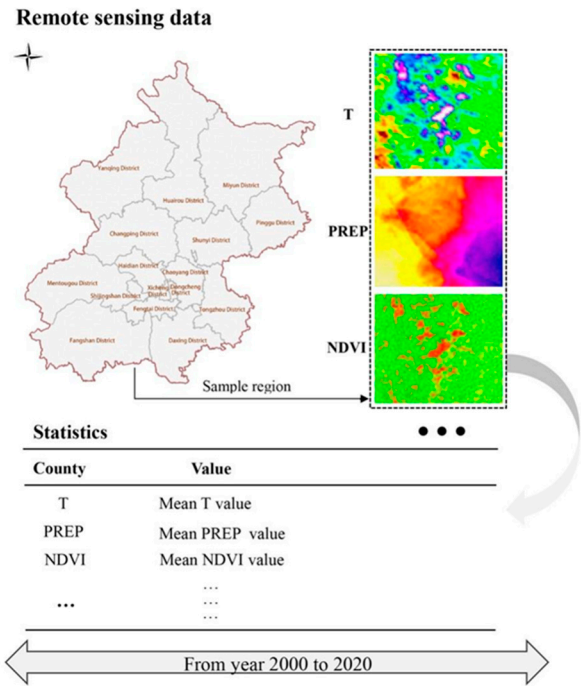 Remote sensing data
Yanqing District
Miyun District
Huairou District
Pinggu District
Changping District
Shunyi District
Haidian District
Chaoyang District
Mentougou District
Shijingshan District
Xicheng
District
Dongcheng
District
Fengtai District
Tongzhou District
Fangshan District
Daxing District
T
PREP
NDVI
Sample region
•••
Statistics
County Value
T Mean T value
PREP Mean PREP value
NDVI Mean NDVI value
...
... ...
...
From year 2000 to 2020